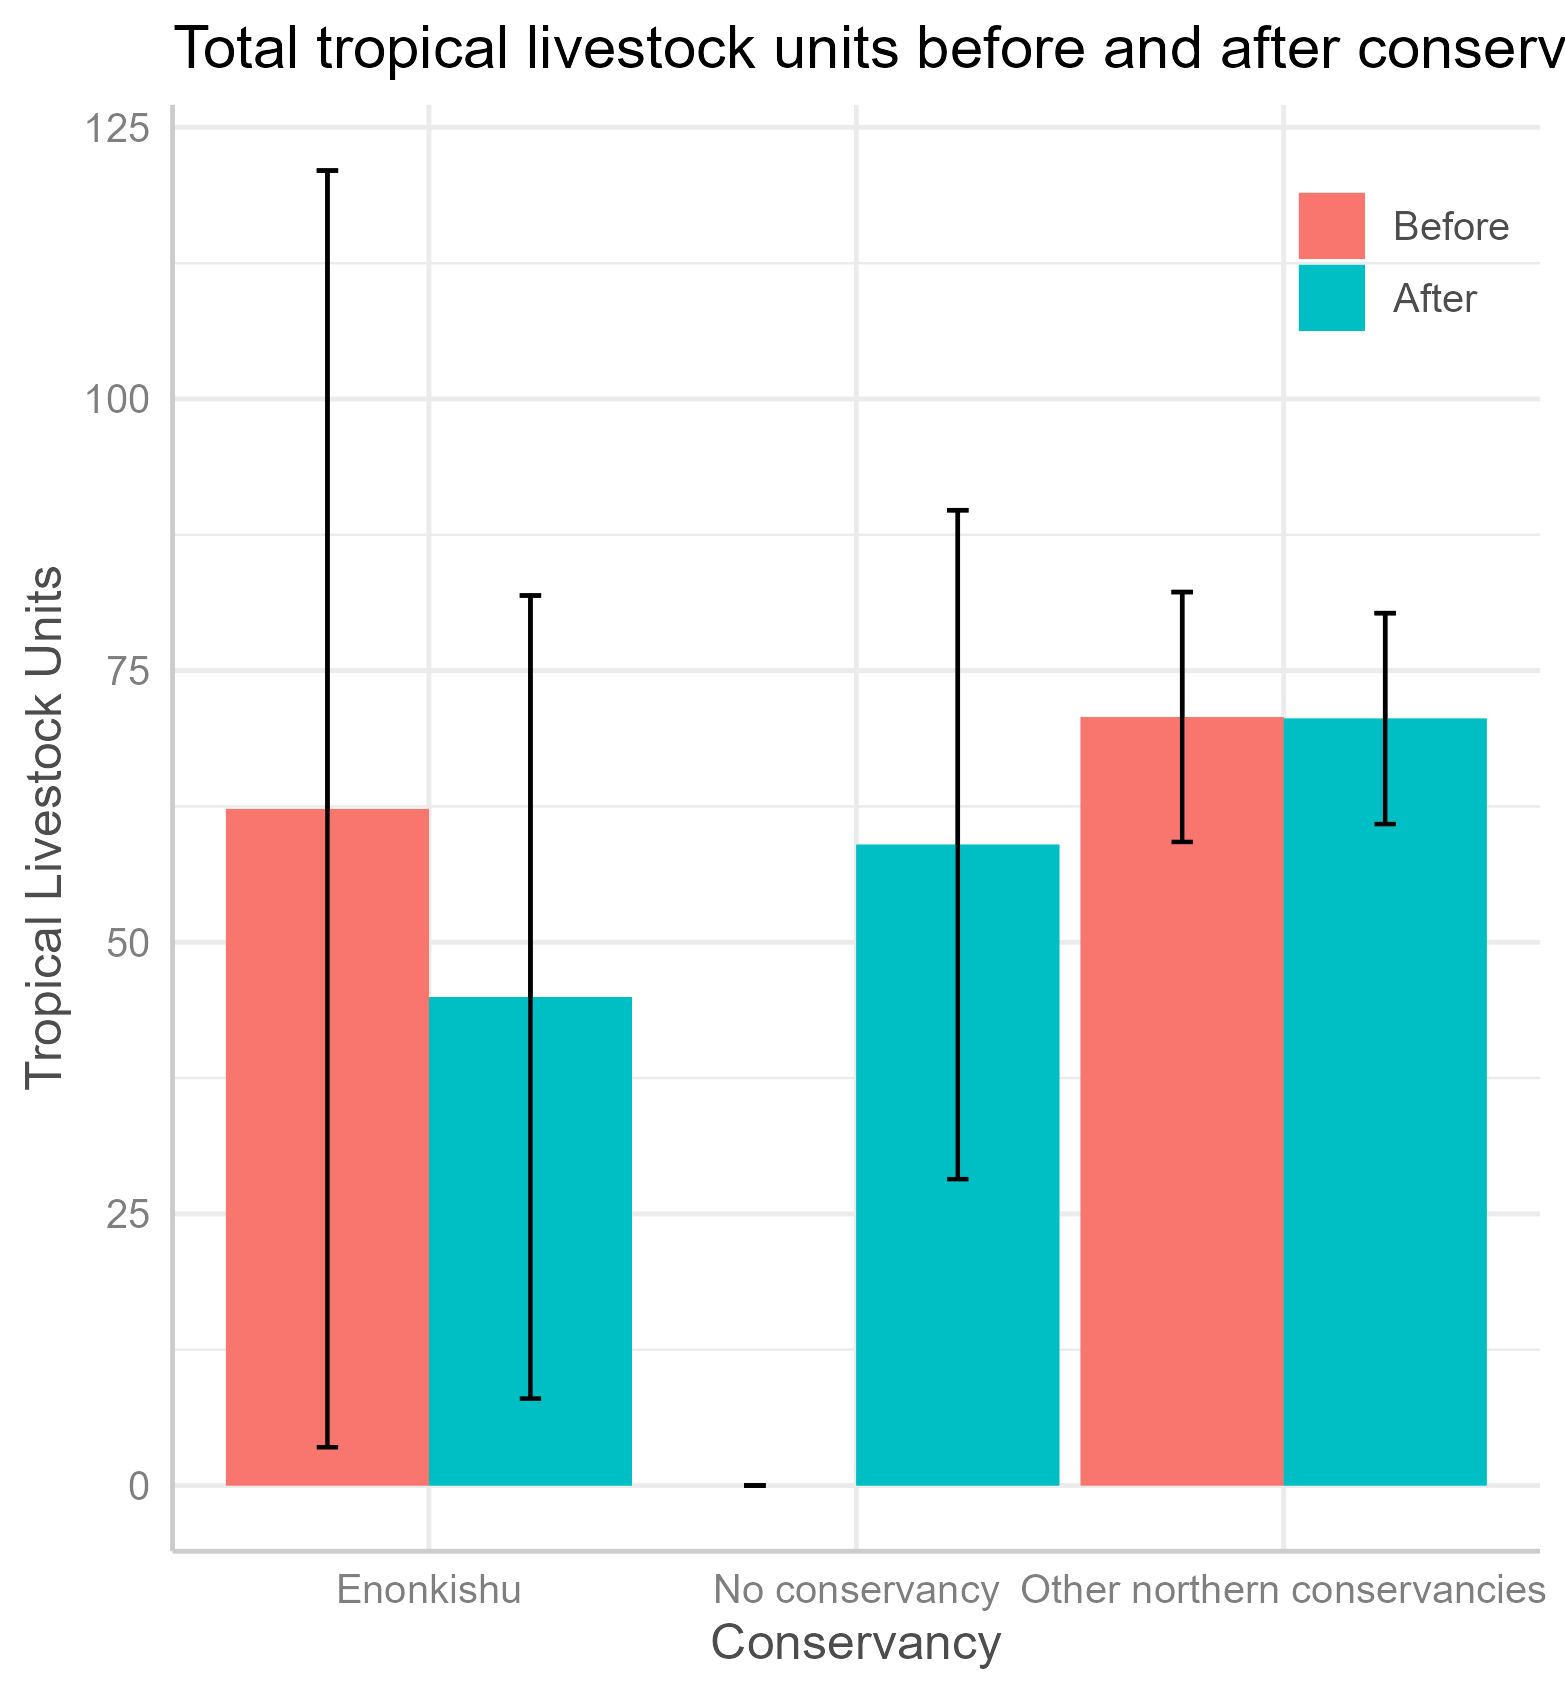 Total tropical livestock units before and after conserv
125
100
75
50
25
0
Tropical Livestock Units
Before
After
Enonkishu
No conservancy
Other northern conservancies
Conservancy